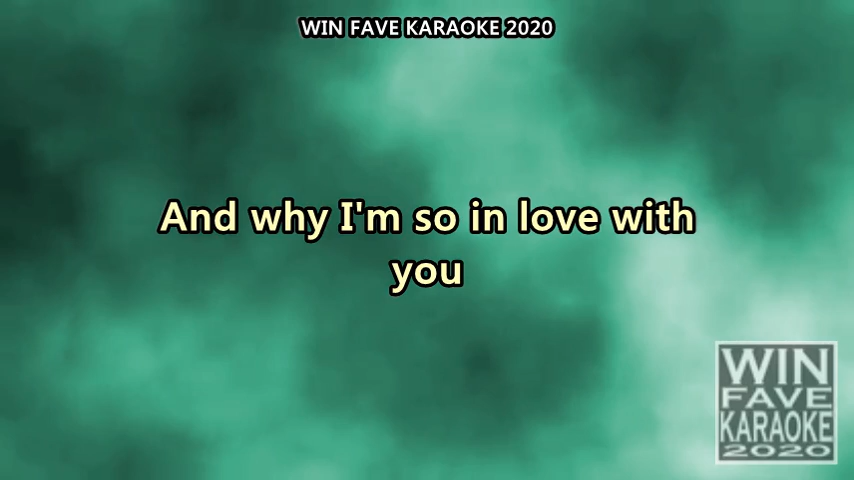 WIN FAVE KARAOKE 2020
And why I'm so in love with
you
WIN
FAVE
KARAOKE
2020